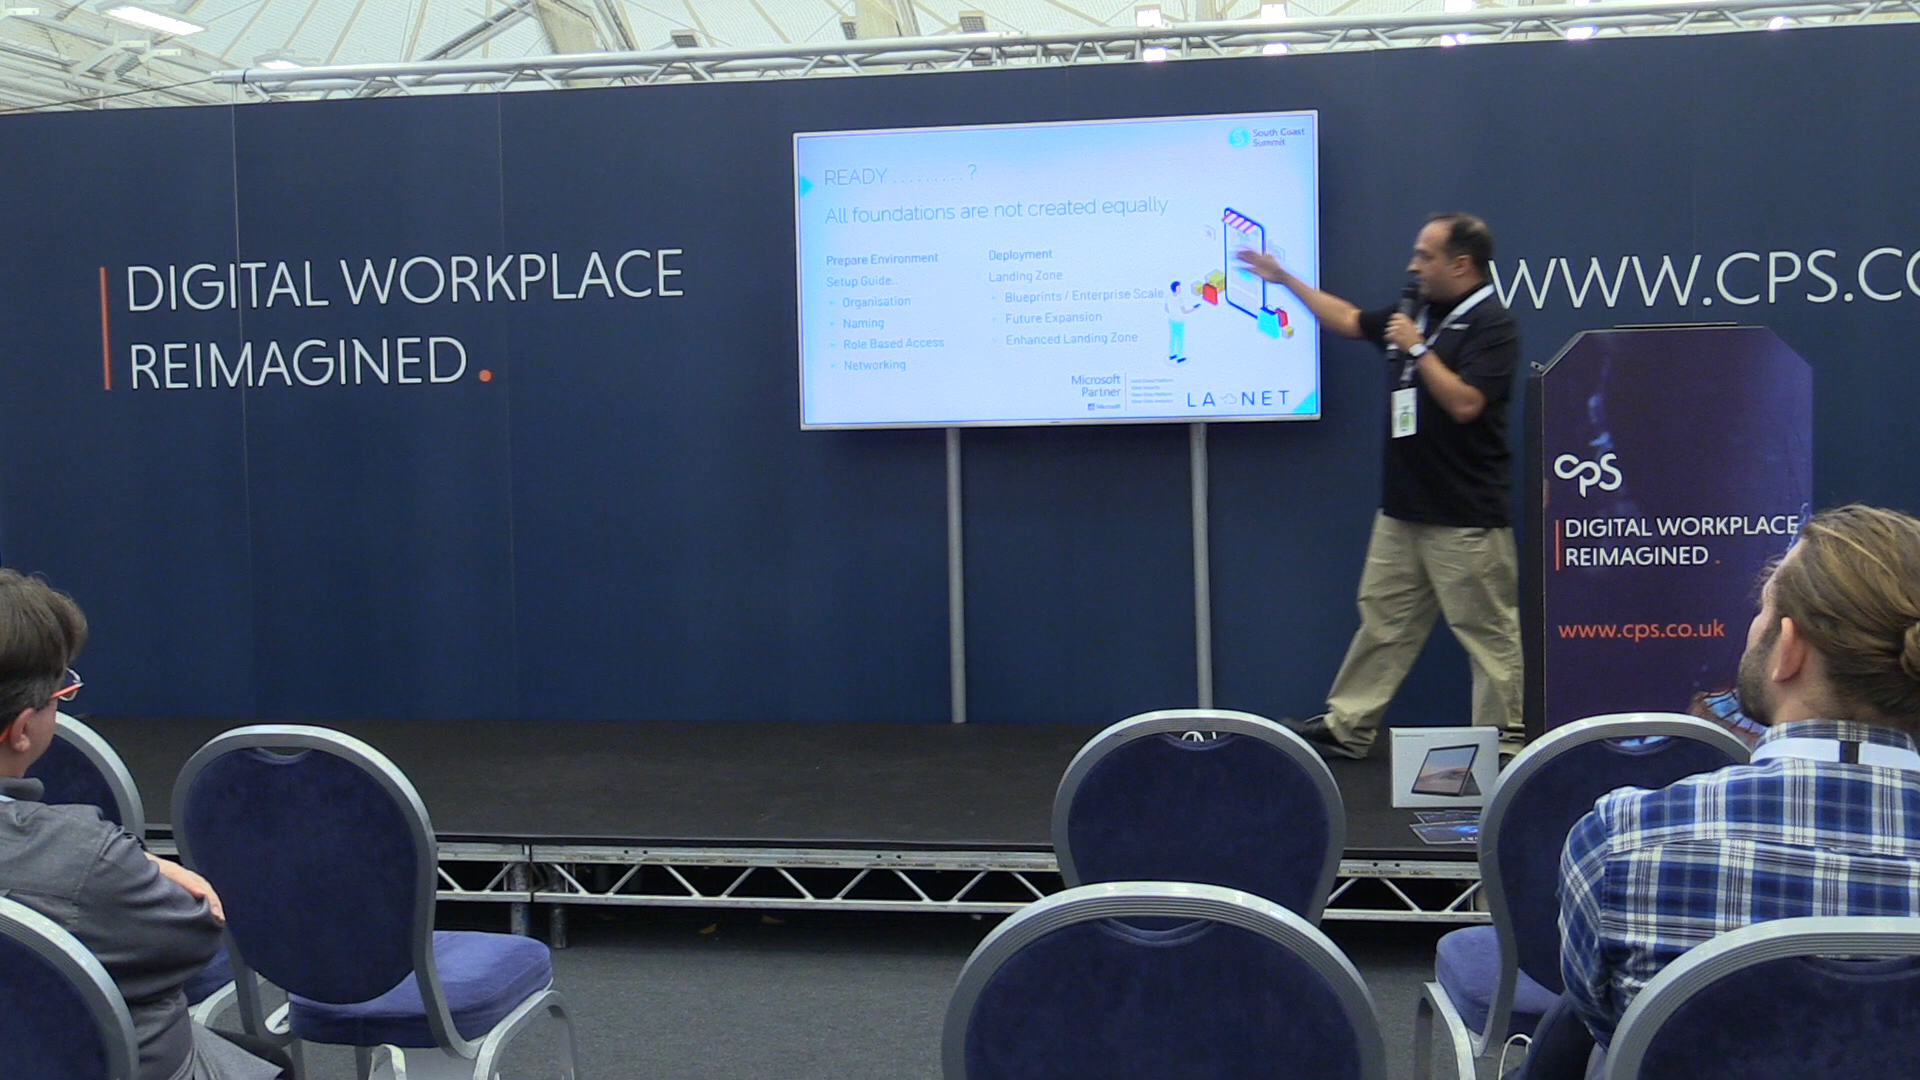 DIGITAL WORKPLACE
REIMAGINED.
South Coast
Summit
READY . . . . . . . . . ?
All foundations are not created equally
Prepare Environment
Setup Guide..
Organisation
Naming
Role Based Access
Networking
Deployment
Landing Zone
Blueprints / Enterprise Scale
Future Expansion
Enhanced Landing Zone
Microsoft
Partner
Microsoft
LA NET
WWW.CPS.CO
cps
DIGITAL WORKPLACE
REIMAGINED.
www.cps.co.uk